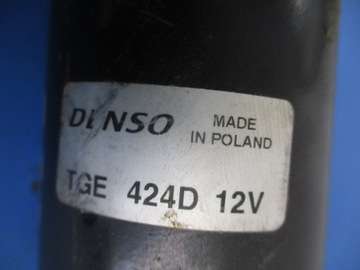 DENSO MADE
IN POLAND
TGE 424D 12V